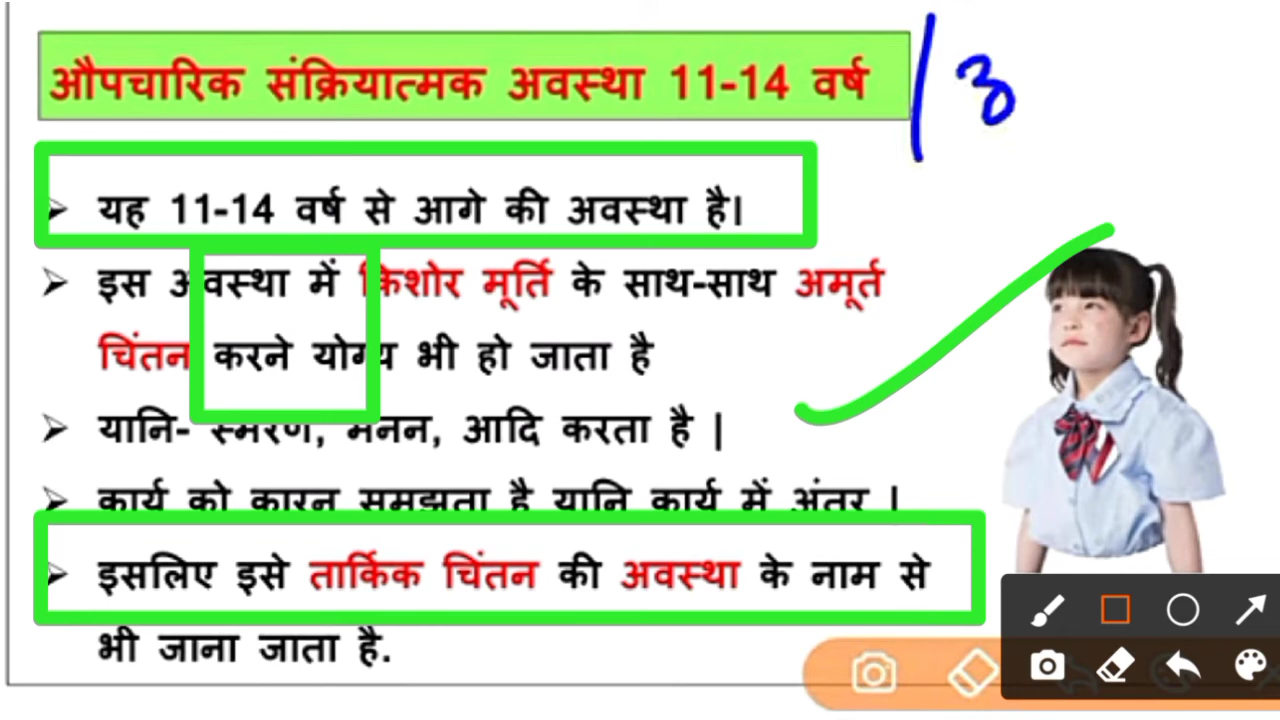 औपचारिक संक्रियात्मक अवस्था 11-14 वर्ष
➢ यह 11-14 वर्ष से आगे की अवस्था है।
➢ इस अवस्था में किशोर मूर्ति के साथ-साथ अमूर्त
चिंतन करने योग्य भी हो जाता है
➢ यानि- स्मरण, मनन, आदि करता है |
➢ कार्य को कारन समझता है यानि कार्य में अंतर |
➢ इसलिए इसे तार्किक चिंतन की अवस्था के नाम से
भी जाना जाता है.